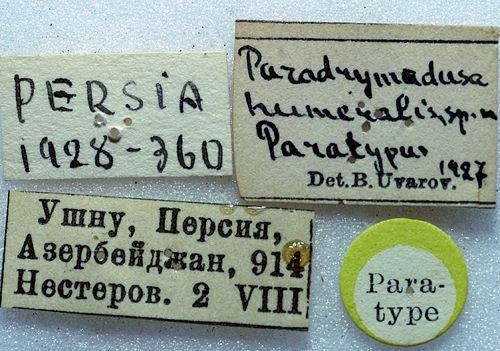 PERSIA
1928-360
Paradrymadusa
humeralis, sp.n
Paratypus
1927
Det. B. Uvarov.
Ушну, Персия,
Азербейджан, 914
Нестеров. 2 VIII
Para-
type